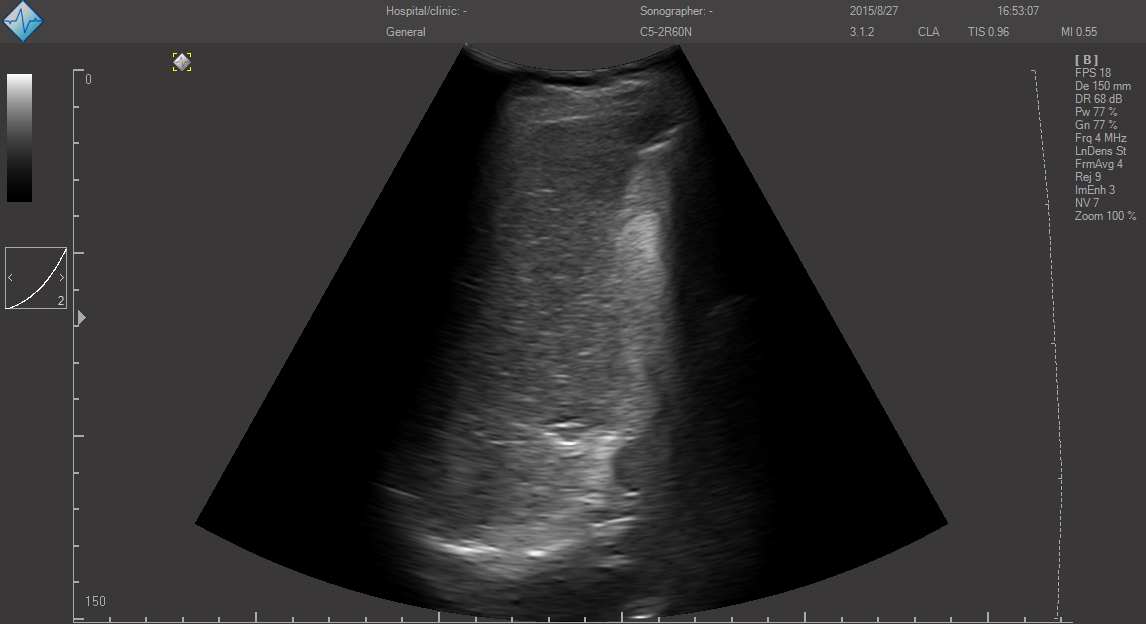 Hospital/clinic: - Sonographer: - 2015/8/27 16:53:07
General C5-2R60N 3.1.2 CLA TIS 0.96 MI 0.55
0
[ B ]
FPS 18
De 150 mm
DR 68 dB
Pw 77 %
Gn 77 %
Frq 4 MHz
LnDens St
FrmAvg 4
Rej 9
ImEnh 3
NV 7
Zoom 100 %
2
150